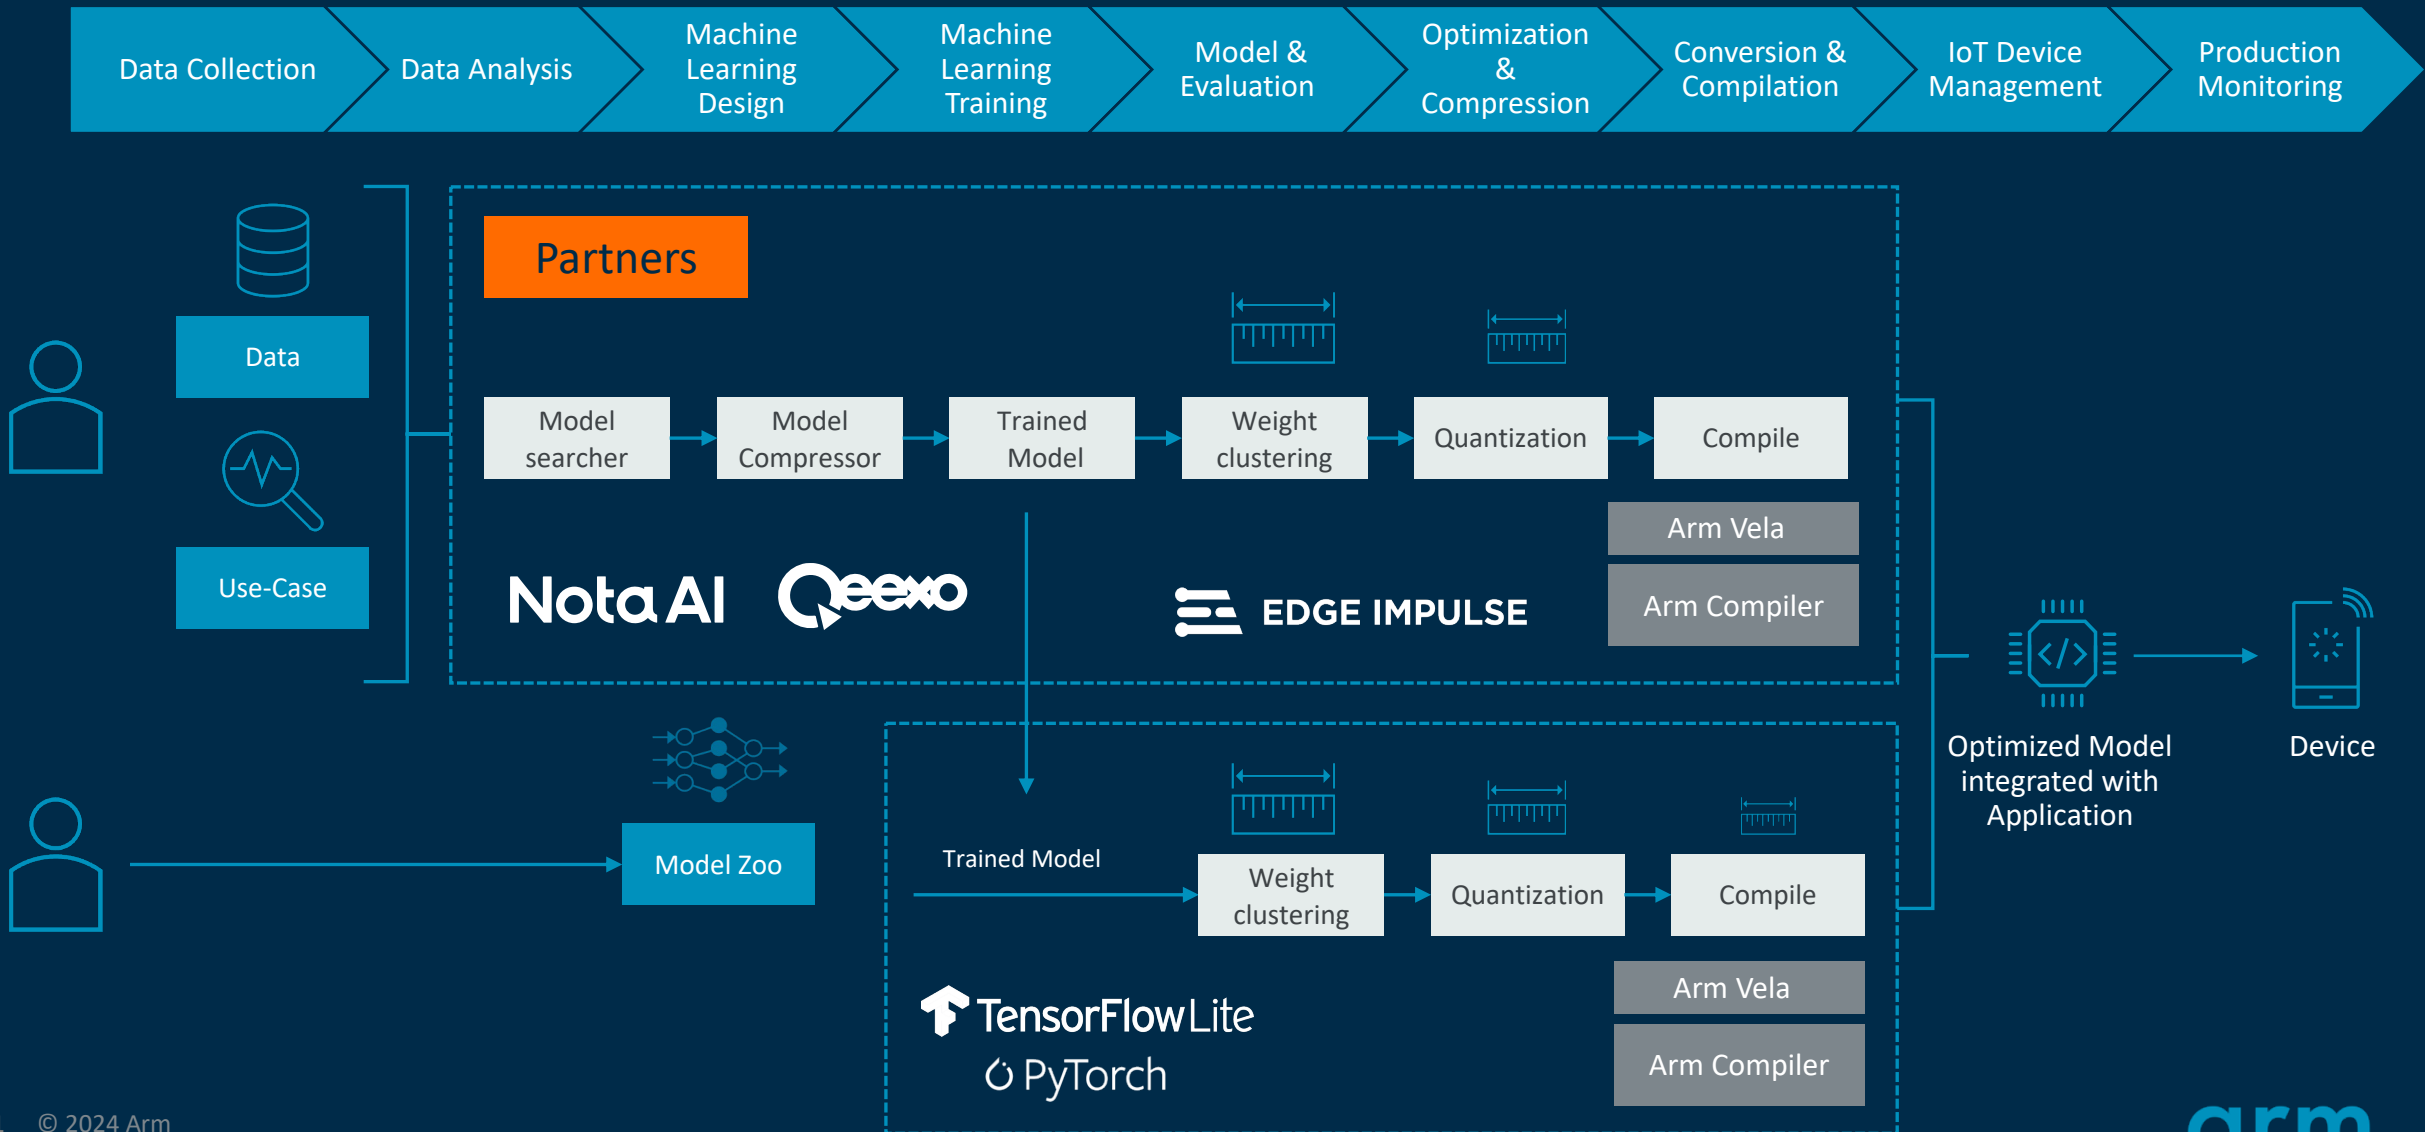 Data Collection
Data Analysis
Machine
Learning
Design
Machine
Learning
Training
Model &
Evaluation
Optimization
&
Compression
Conversion &
Compilation
IoT Device
Management
Production
Monitoring
Partners
Data
Use-Case
Model
searcher
Model
Compressor
Trained
Model
Weight
clustering
Quantization
Compile
Arm Vela
Arm Compiler
Nota AI
Qeexo
EDGE IMPULSE
Model Zoo
Trained Model
Weight
clustering
Quantization
Compile
Arm Vela
Arm Compiler
TensorFlow Lite
PyTorch
Optimized Model
integrated with
Application
Device
© 2024 Arm
arm